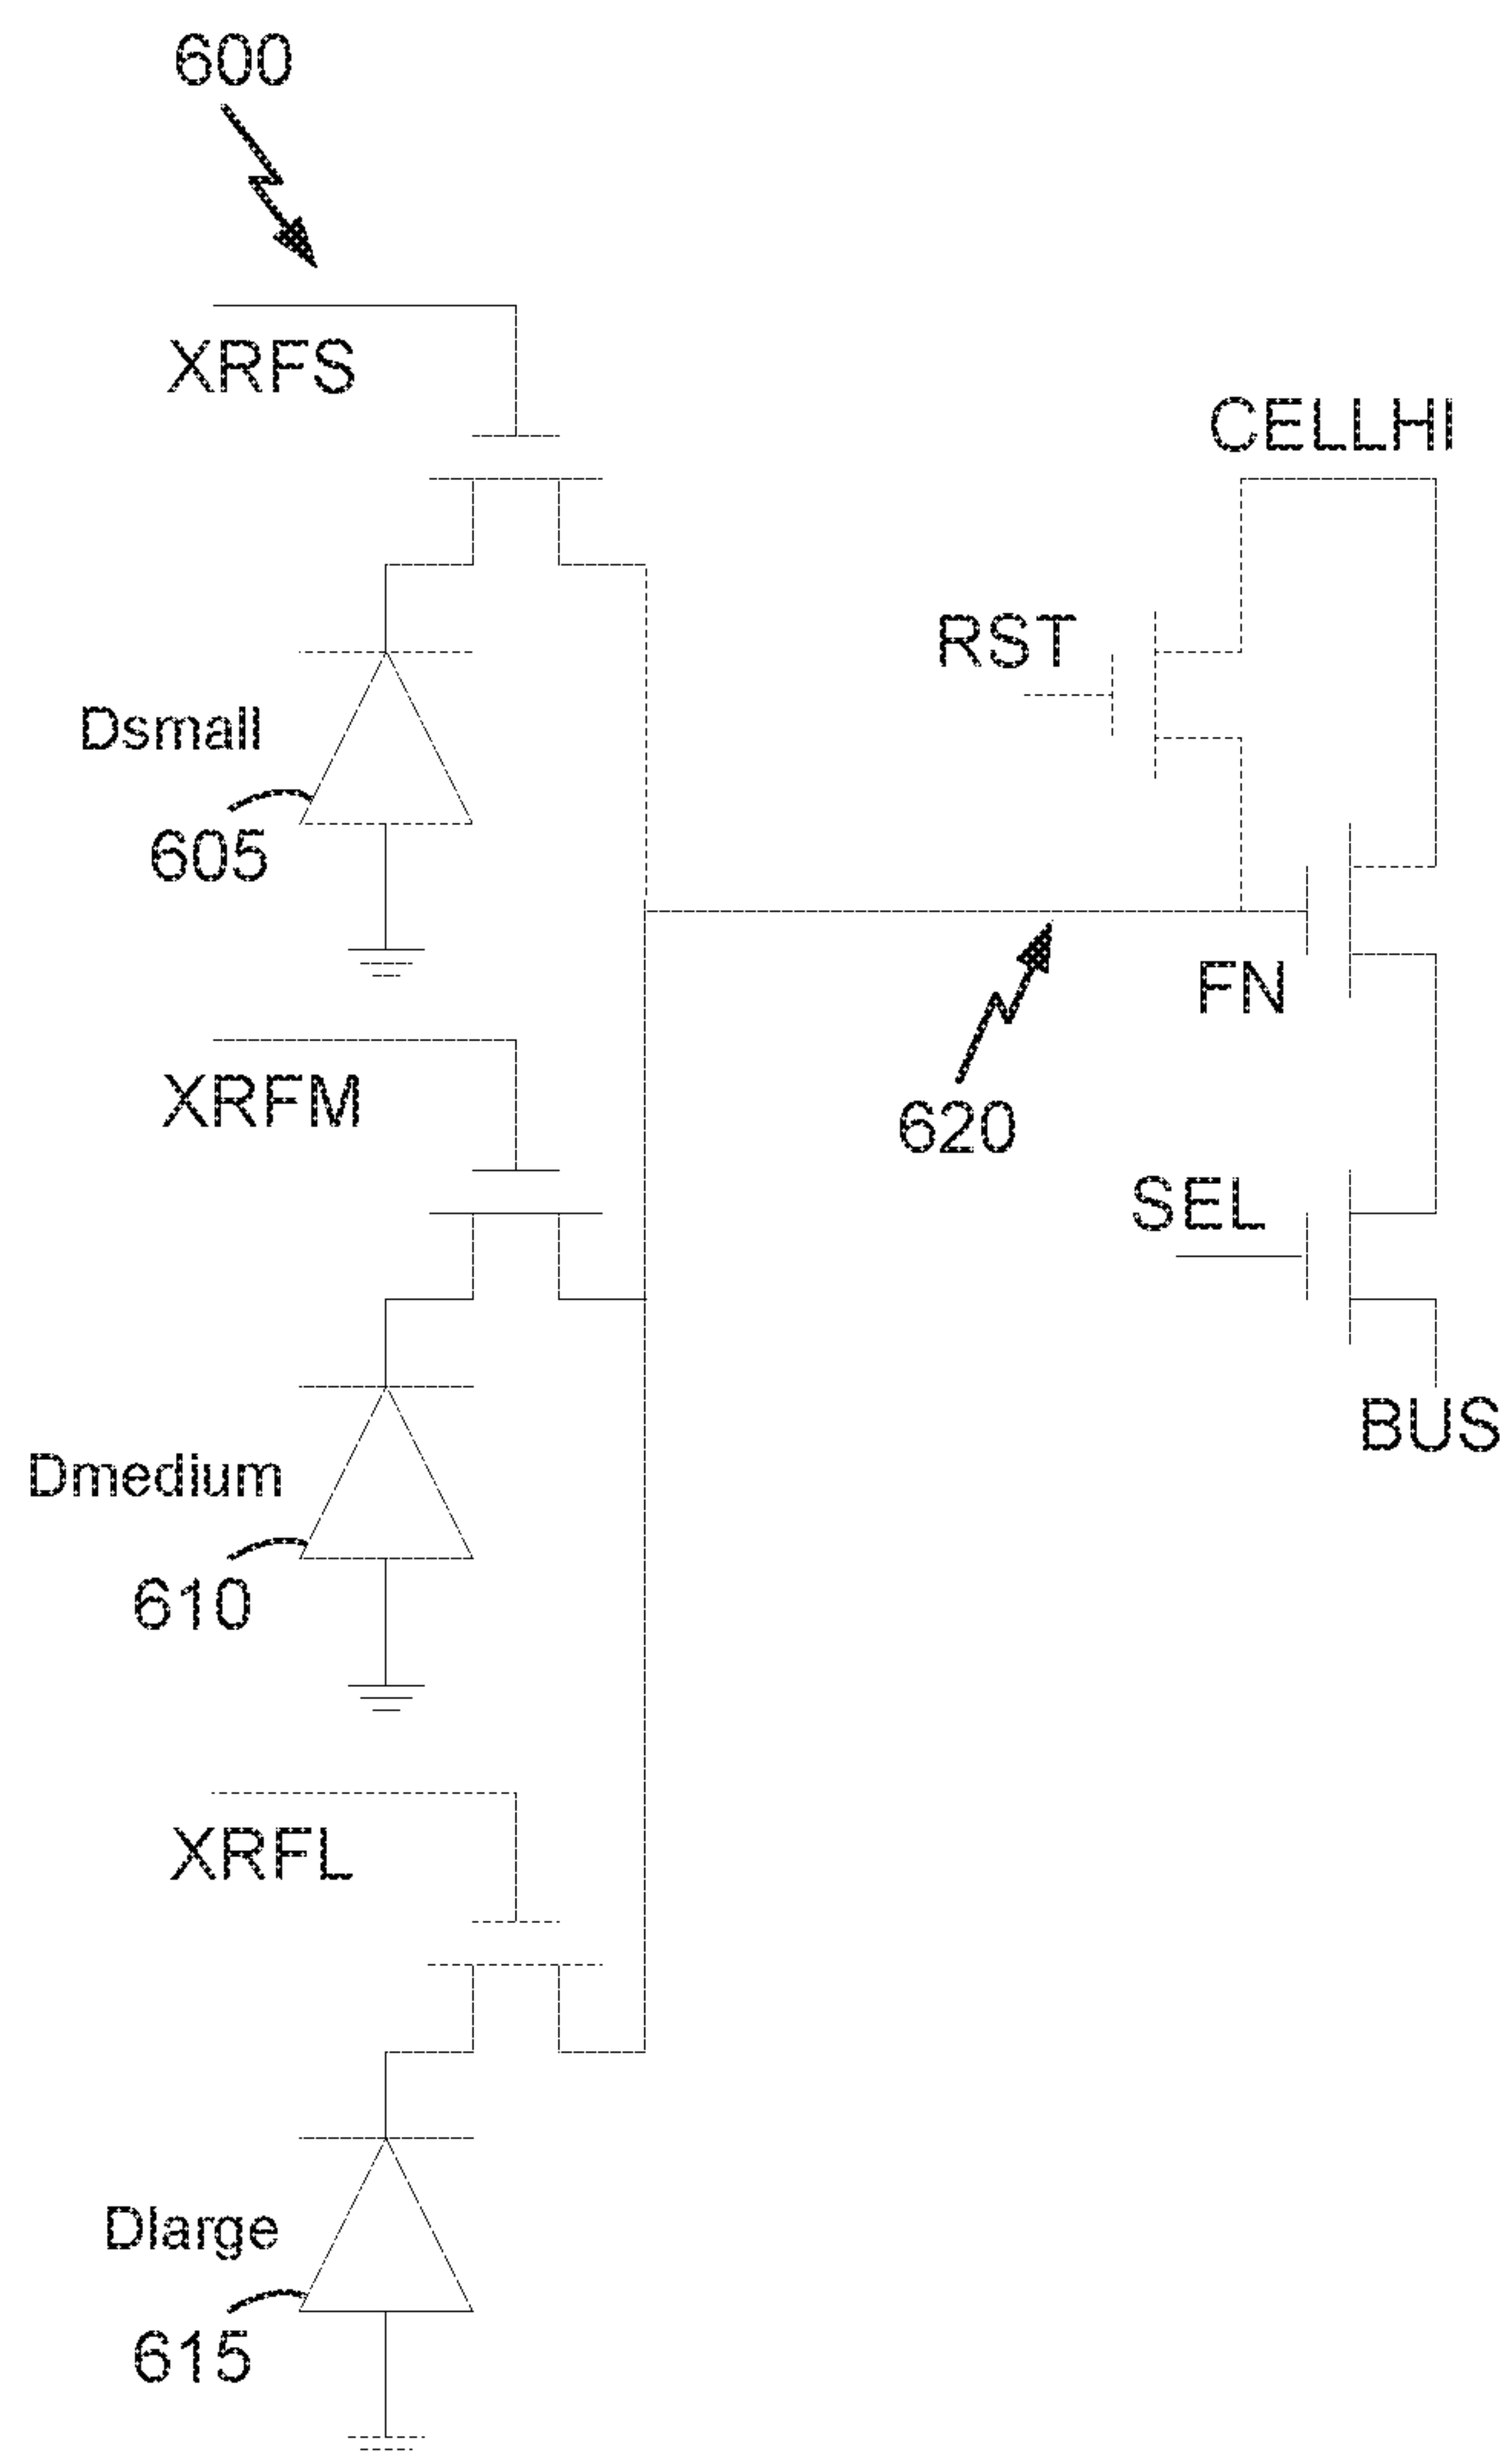 600
XRFS
CELLHI
RST
Dsmall
605
FN
XRFM
620
SEL
BUS
Dmedium
610
XRFL
Dlarge
615